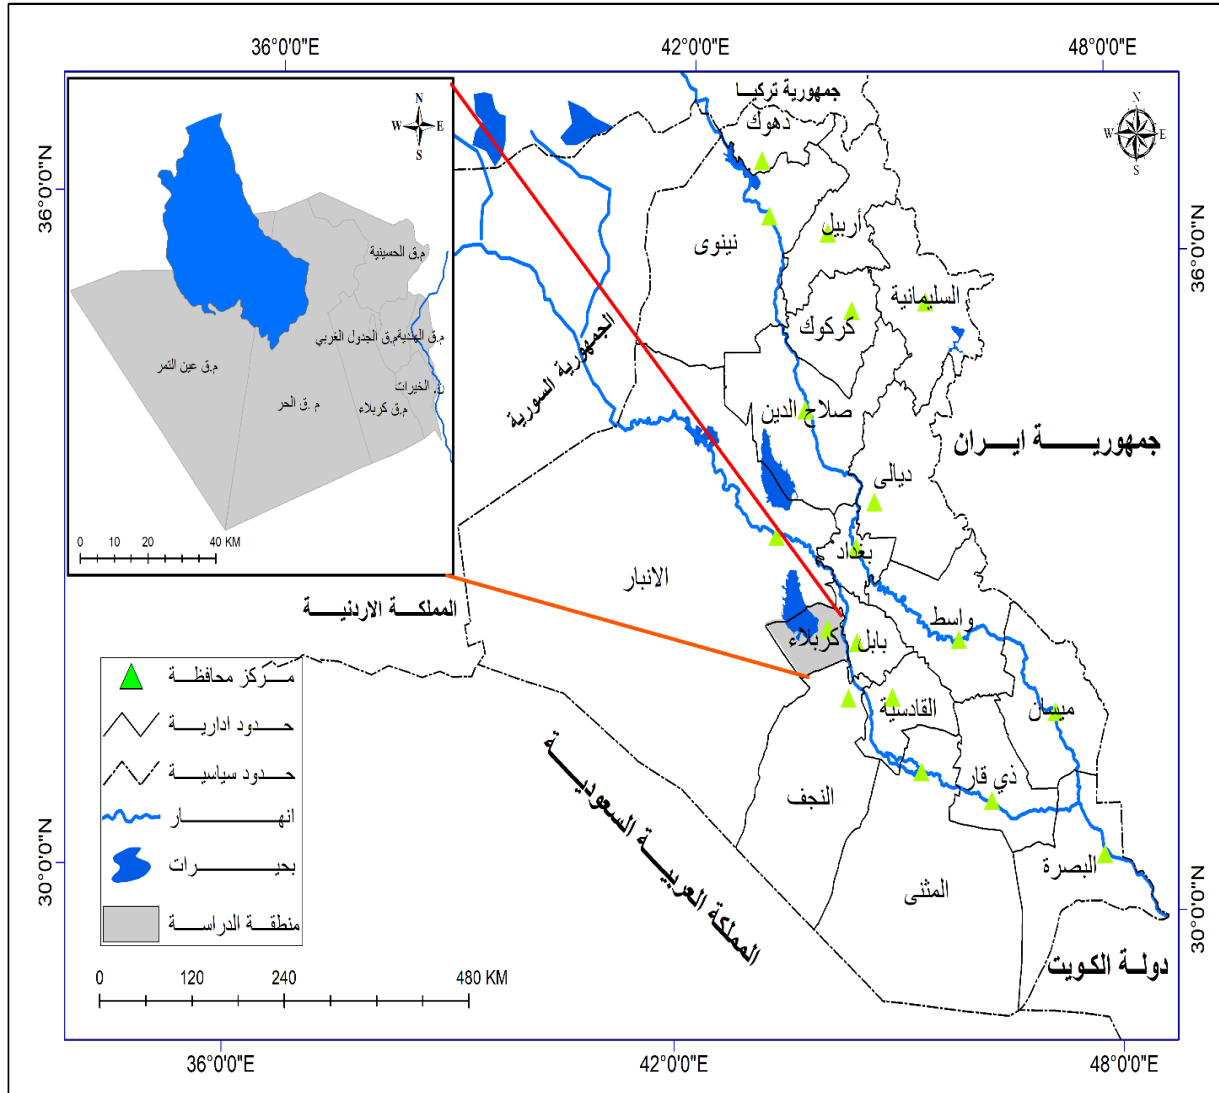 36°0'0"E
42°0'0"E
48°0'0"E
36°0'0"N
30°0'0"N
36°0'0"N
30°0'0"N
36°0'0"E
42°0'0"E
48°0'0"E
N
W E
S
م.ق الحسينية
م.ق الهندية
م.ق الجدول الغربي
م.ق عين التمر
ن. الخيرات
م.ق الحر
م.ق كربلاء
0 10 20 40 KM
N
W E
S
جمهورية تركيا
دهوك
نينوى
أربيل
السليمانية
كركوك
الجمهورية السورية
صلاح الدين
جمهورية ايران
ديالى
بغداد
الانبار
واسط
المملكة الاردنية
كربلاء
بابل
ميسان
القادسية
ذي قار
النجف
البصرة
المثنى
المملكة العربية السعودية
دولة الكويت
مركز محافظة
حدود ادارية
حدود سياسية
انهار
بحيرات
منطقة الدراسة
0 120 240 480 KM